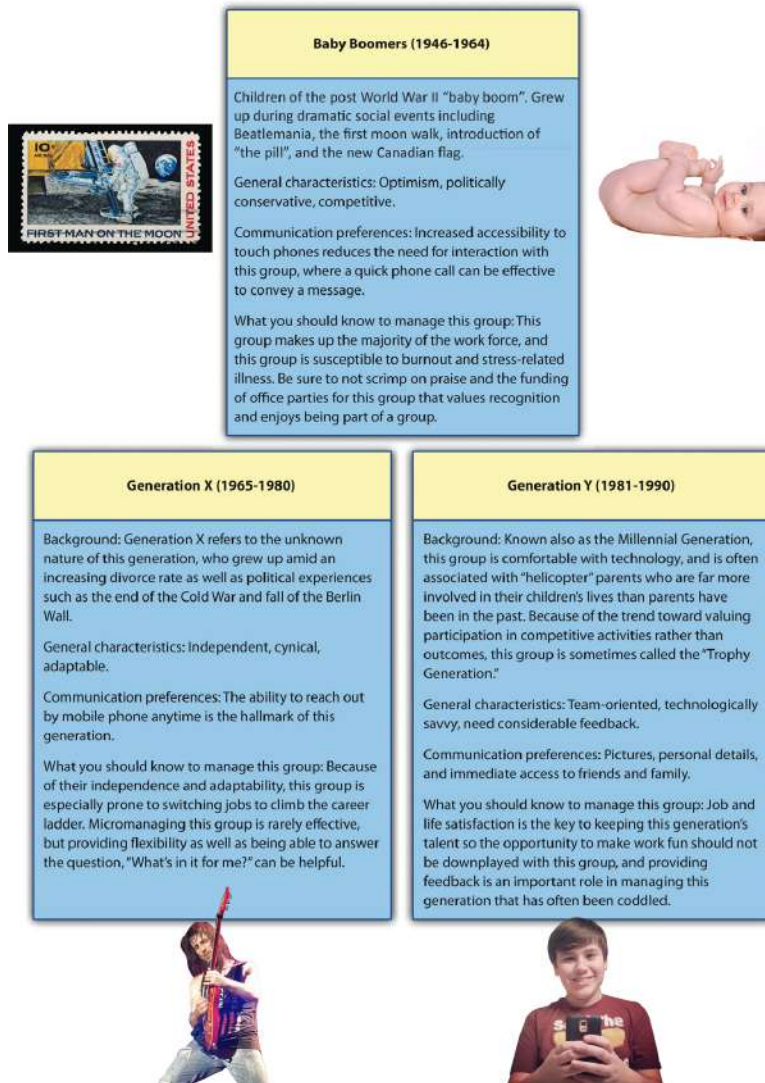 Baby Boomers (1946-1964)
Children of the post World War II "baby boom". Grew
up during dramatic social events including
Beatlemania, the first moon walk, introduction of
"the pill", and the new Canadian flag.
General characteristics: Optimism, politically
conservative, competitive.
Communication preferences: Increased accessibility to
touch phones reduces the need for interaction with
this group, where a quick phone call can be effective
to convey a message.
What you should know to manage this group: This
group makes up the majority of the work force, and
this group is susceptible to burnout and stress-related
illness. Be sure to not scrimp on praise and the funding
of office parties for this group that values recognition
and enjoys being part of a group.
10¢
UNITED STATES
FIRST MAN ON THE MOON
Generation X (1965-1980)
Background: Generation X refers to the unknown
nature of this generation, who grew up amid an
increasing divorce rate as well as political experiences
such as the end of the Cold War and fall of the Berlin
Wall.
General characteristics: Independent, cynical,
adaptable.
Communication preferences: The ability to reach out
by mobile phone anytime is the hallmark of this
generation.
What you should know to manage this group: Because
of their independence and adaptability, this group is
especially prone to switching jobs to climb the career
ladder. Micromanaging this group is rarely effective,
but providing flexibility as well as being able to answer
the question, "What's in it for me?" can be helpful.
Generation Y (1981-1990)
Background: Known also as the Millennial Generation,
this group is comfortable with technology, and is often
associated with "helicopter" parents who are far more
involved in their children's lives than parents have
been in the past. Because of the trend toward valuing
participation in competitive activities rather than
outcomes, this group is sometimes called the "Trophy
Generation."
General characteristics: Team-oriented, technologically
savvy, need considerable feedback.
Communication preferences: Pictures, personal details,
and immediate access to friends and family.
What you should know to manage this group: Job and
life satisfaction is the key to keeping this generation's
talent so the opportunity to make work fun should not
be downplayed with this group, and providing
feedback is an important role in managing this
generation that has often been coddled.